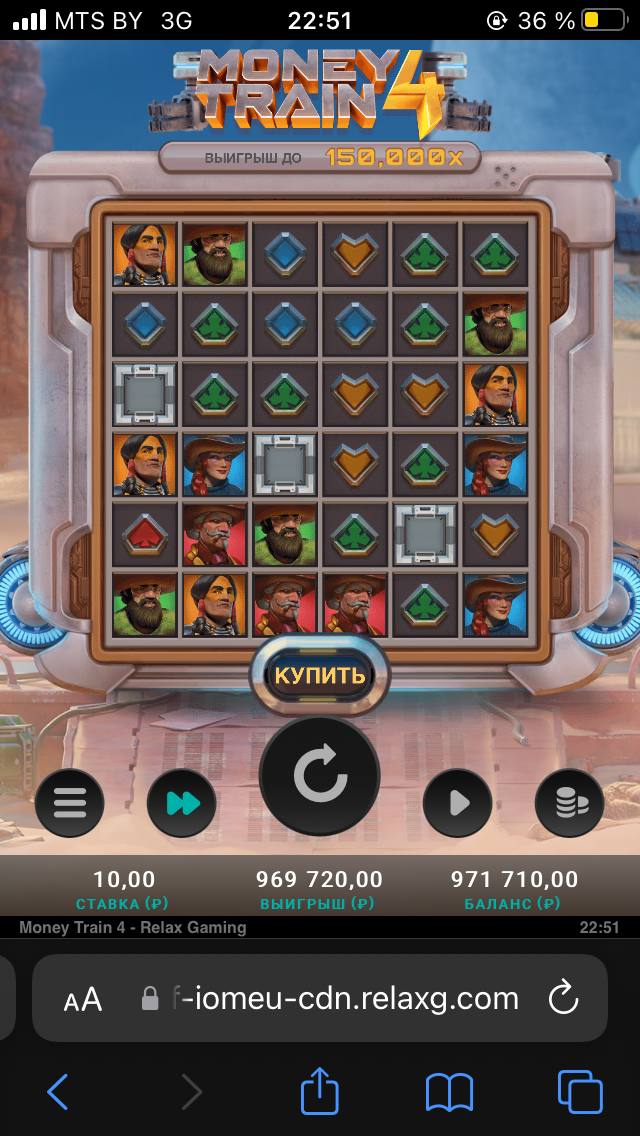 MTS BY 3G 22:51 36 %
MONEY
TRAIN 4
ВЫИГРЫШ ДО 150,000x
КУПИТЬ
10,00 969 720,00 971 710,00
СТАВКА (₽) ВЫИГРЫШ (₽) БАЛАНС (₽)
Money Train 4 - Relax Gaming 22:51
AA f-iomeu-cdn.relaxg.com